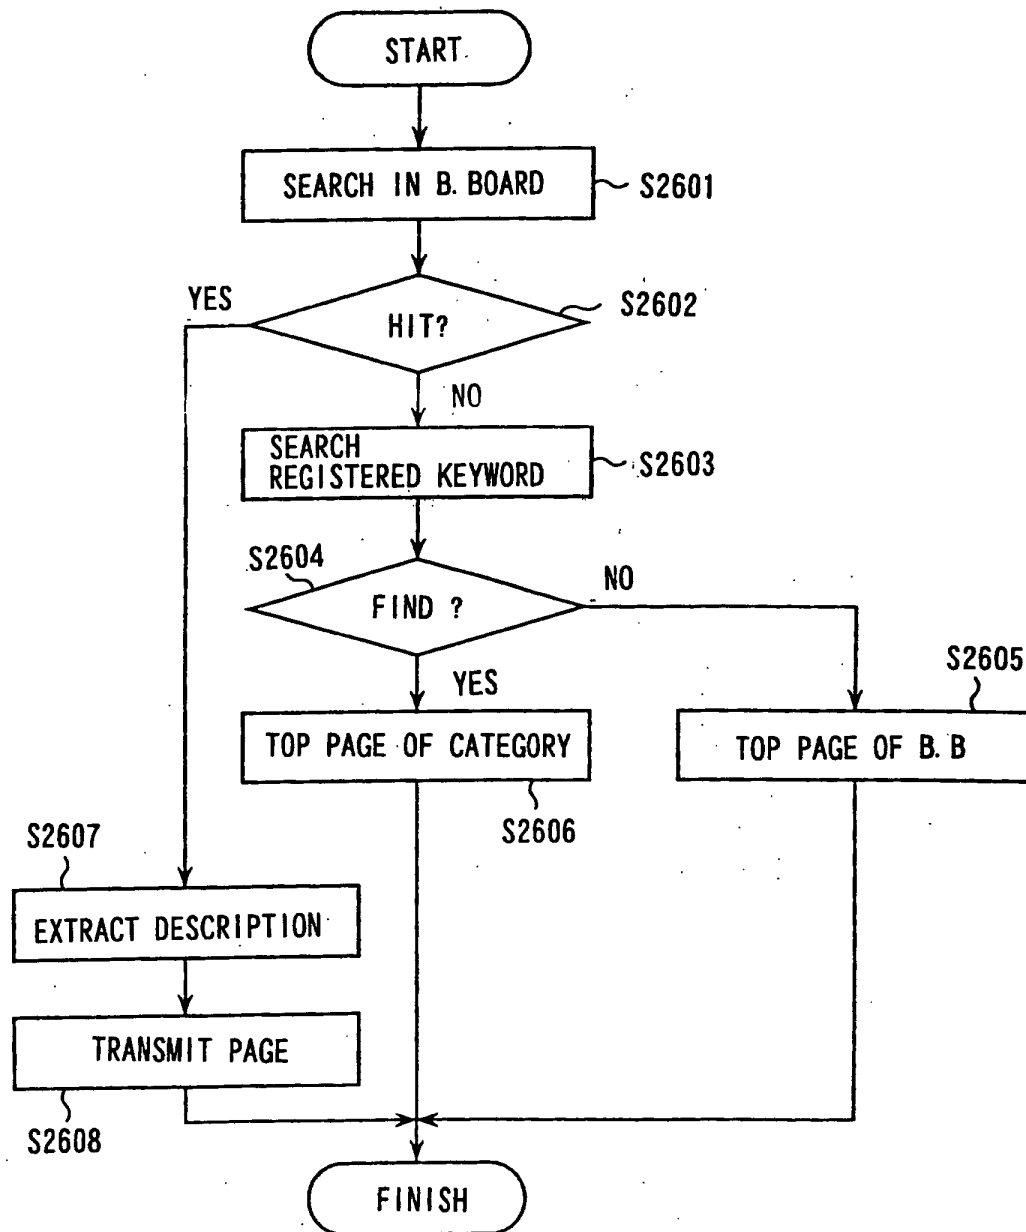 START
SEARCH IN B. BOARD
S2601
YES
HIT?
S2602
NO
SEARCH
REGISTERED KEYWORD
S2603
S2604
FIND ?
NO
YES
S2605
TOP PAGE OF CATEGORY
TOP PAGE OF B. B
S2606
S2607
EXTRACT DESCRIPTION
TRANSMIT PAGE
S2608
FINISH